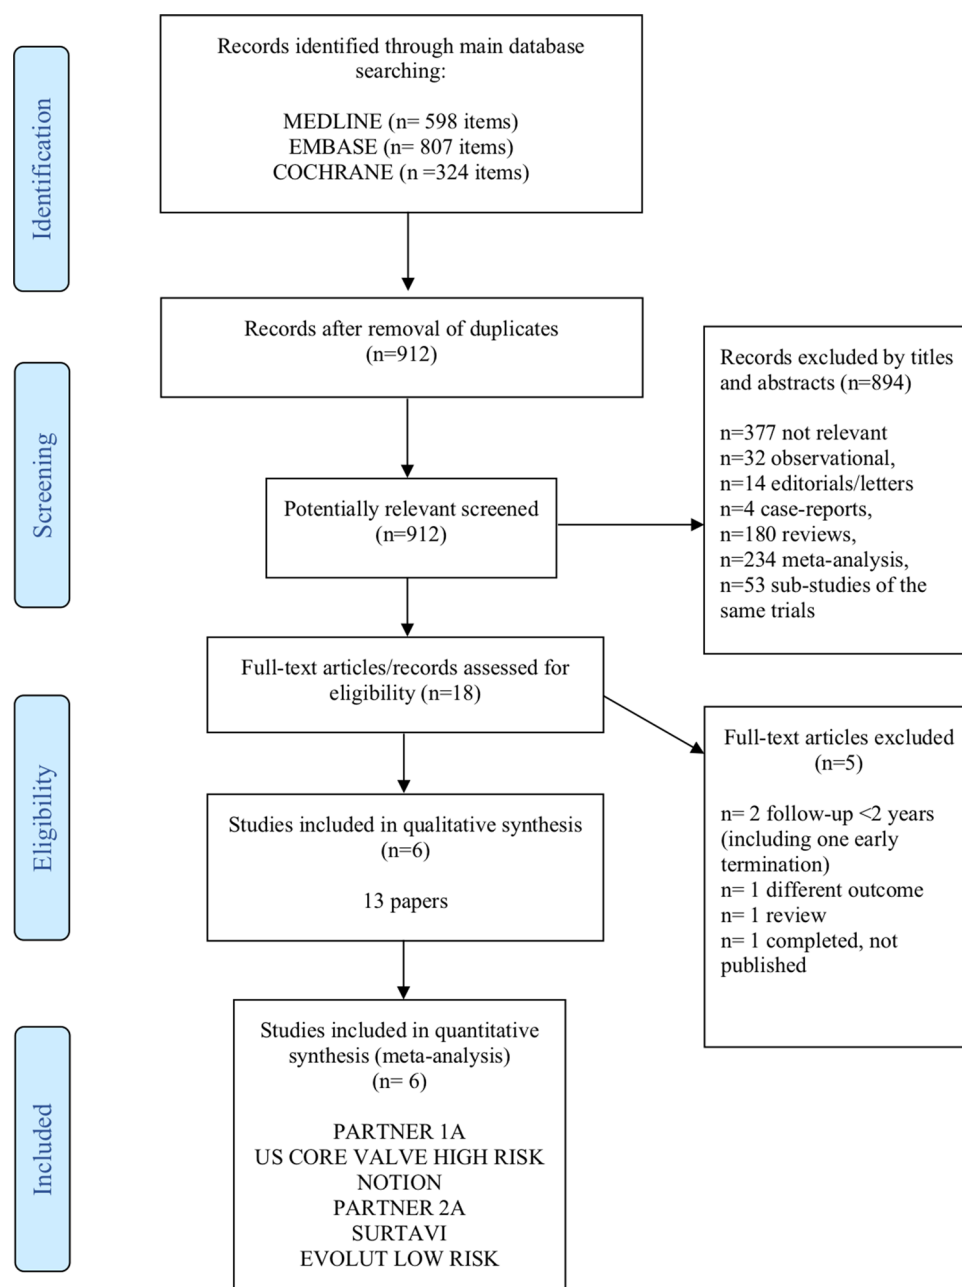 Identification
Records identified through main database
searching:
MEDLINE (n= 598 items)
EMBASE (n= 807 items)
COCHRANE (n =324 items)
Records after removal of duplicates
(n=912)
Screening
Potentially relevant screened
(n=912)
Records excluded by titles
and abstracts (n=894)
n=377 not relevant
n=32 observational,
n=14 editorials/letters
n=4 case-reports,
n=180 reviews,
n=234 meta-analysis,
n=53 sub-studies of the
same trials
Full-text articles/records assessed for
eligibility (n=18)
Eligibility
Full-text articles excluded
(n=5)
n= 2 follow-up <2 years
(including one early
termination)
n= 1 different outcome
n= 1 review
n= 1 completed, not
published
Studies included in qualitative synthesis
(n=6)
13 papers
Included
Studies included in quantitative
synthesis (meta-analysis)
(n= 6)
PARTNER 1A
US CORE VALVE HIGH RISK
NOTION
PARTNER 2A
SURTAVI
EVOLUT LOW RISK